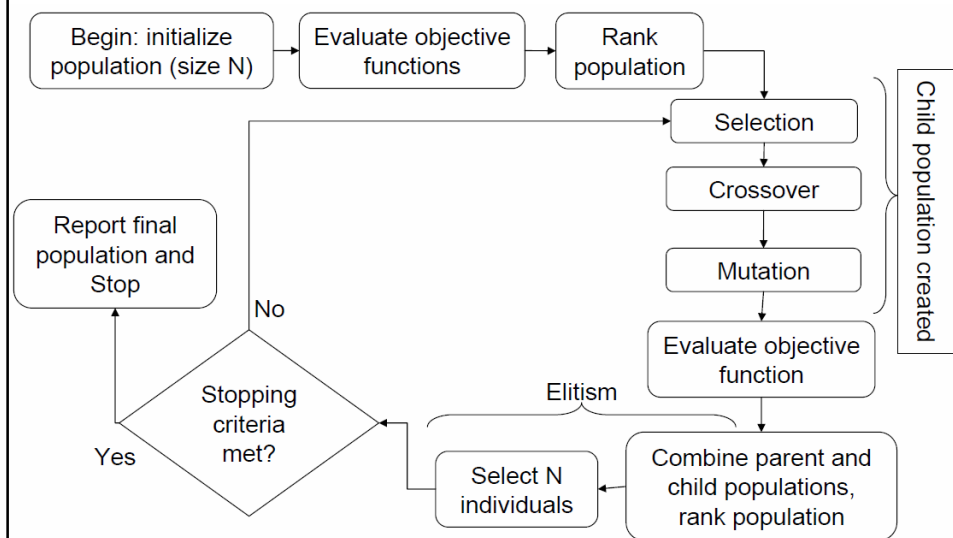 Begin: initialize
population (size N)
Evaluate objective
functions
Rank
population
Selection
Crossover
Mutation
Child population created
Report final
population and
Stop
No
Evaluate objective
function
Elitism
Stopping
criteria
met?
Yes
Select N
individuals
Combine parent and
child populations,
rank population